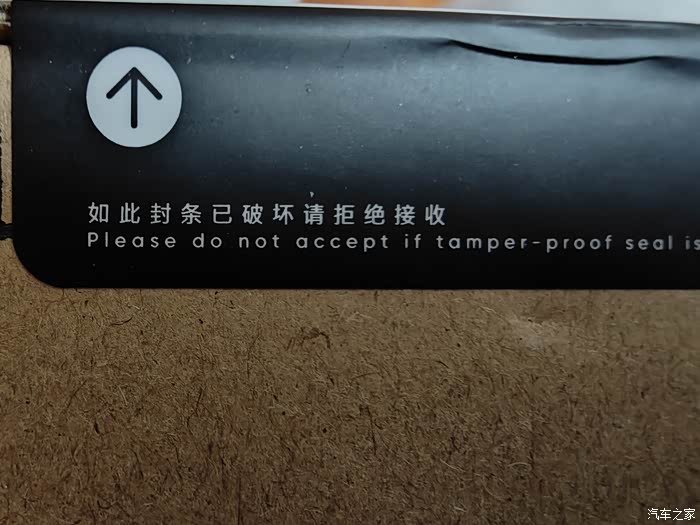 如此封条已破坏请拒绝接收
Please do not accept if tamper-proof seal is
汽车之家